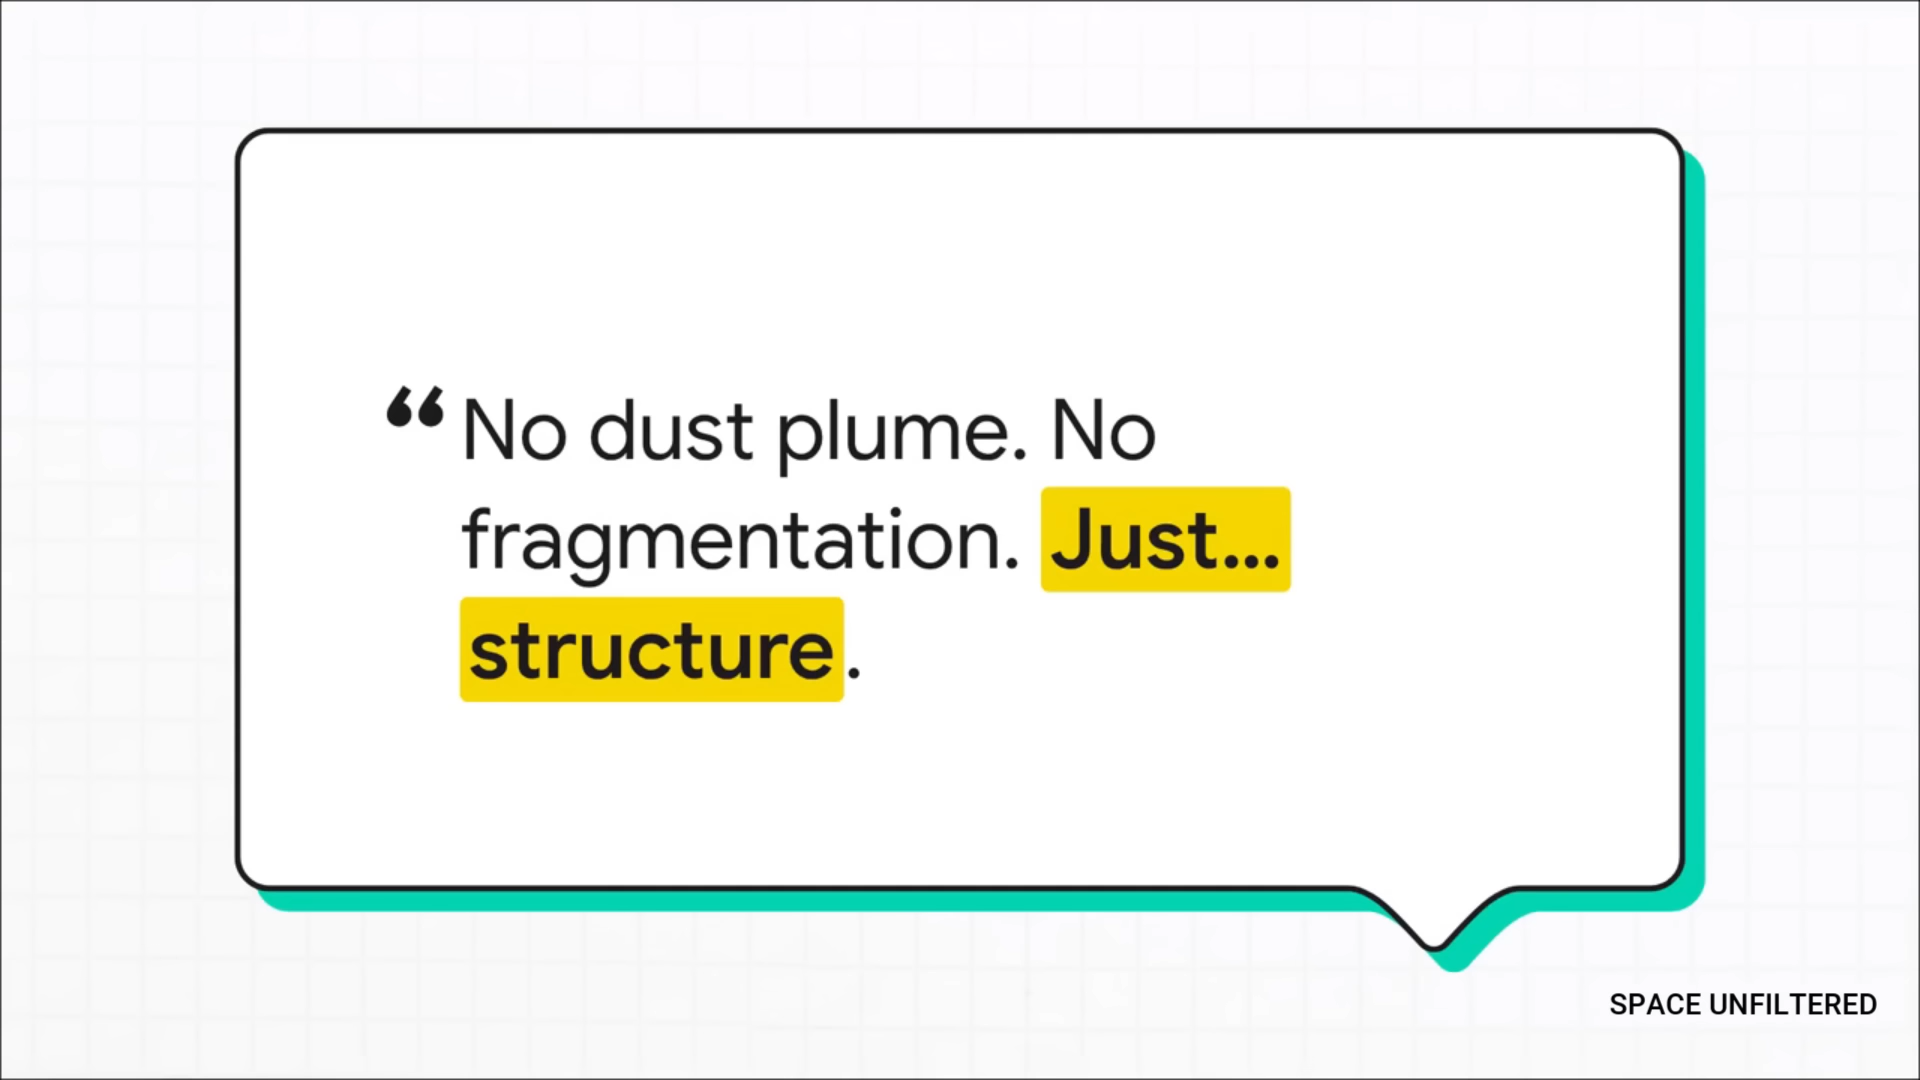 “No dust plume. No
fragmentation. Just...
structure.
SPACE UNFILTERED